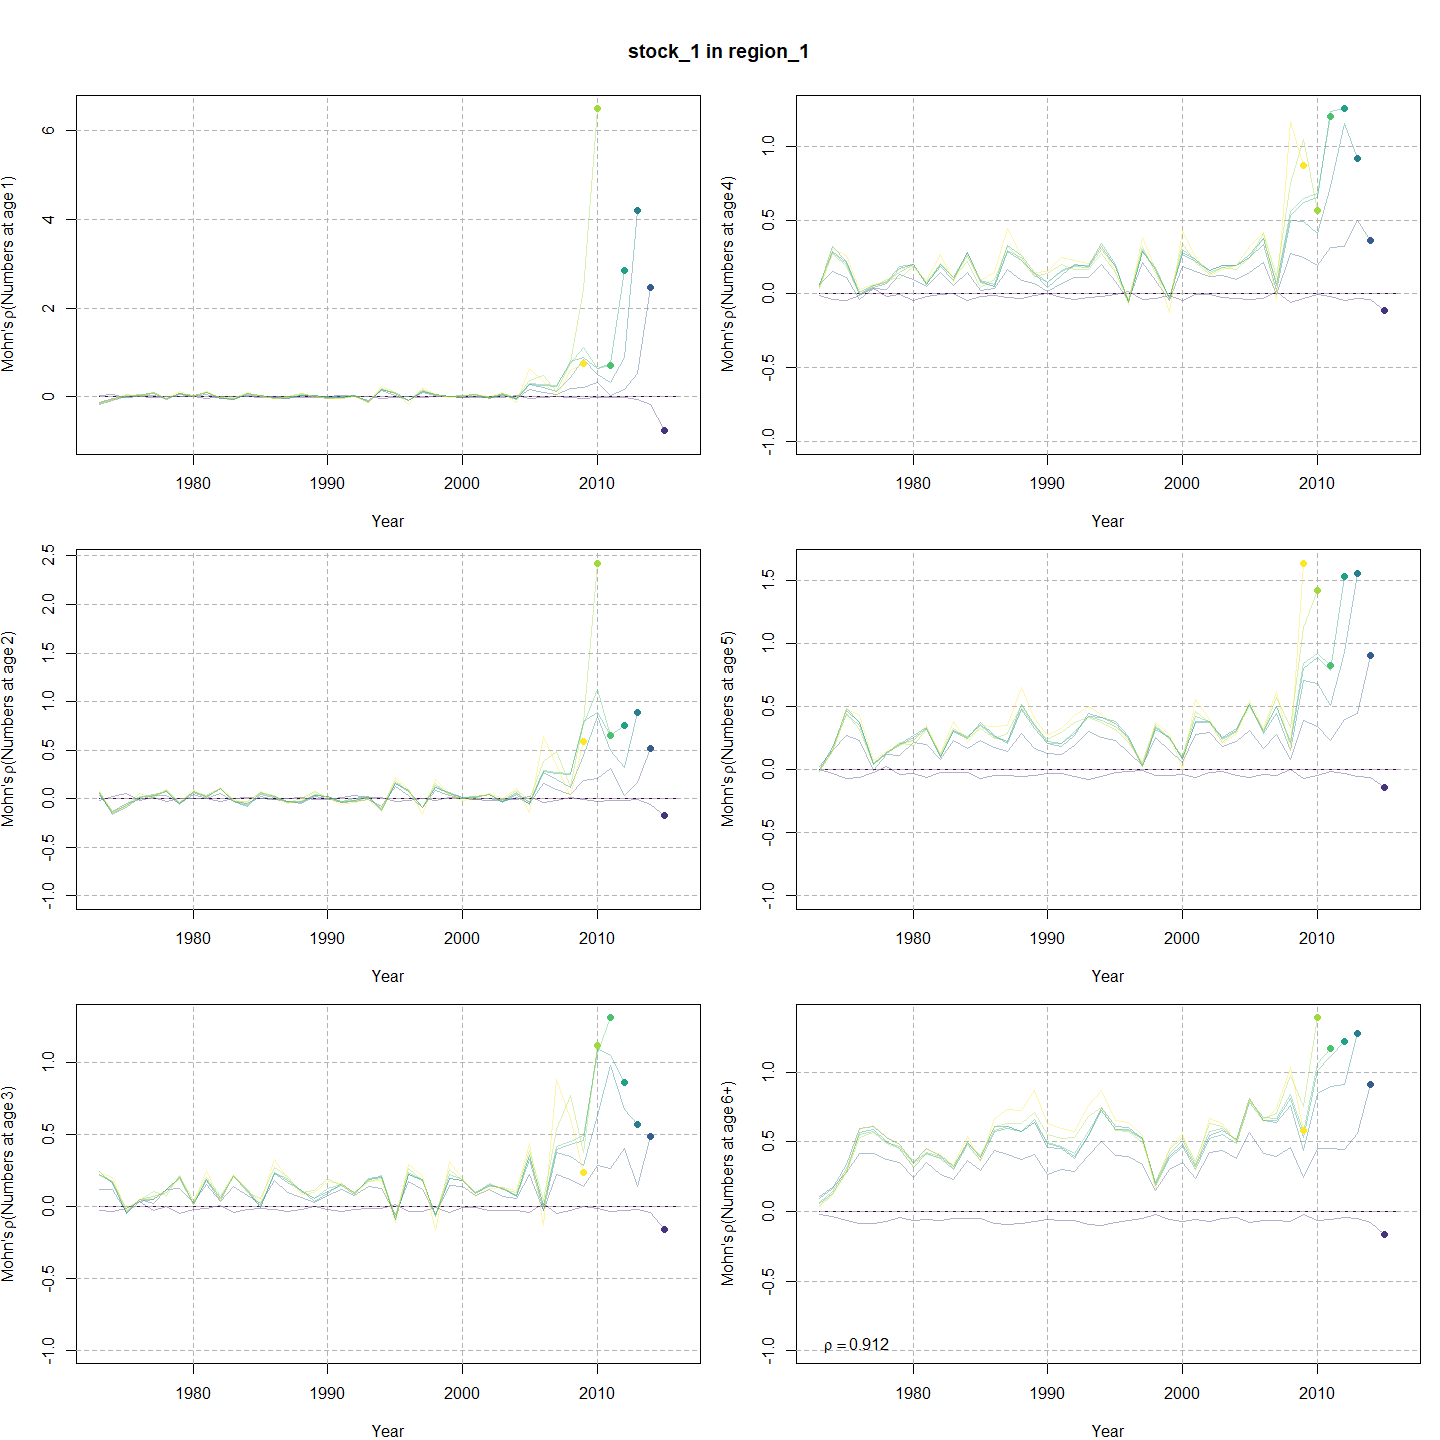 stock_1 in region_1
Mohn's ρ(Numbers at age 1)
6
4
2
0
1980 1990 2000 2010
Year
Mohn's ρ(Numbers at age 4)
1.0
0.5
0.0
-0.5
-1.0
1980 1990 2000 2010
Year
Mohn's ρ(Numbers at age 2)
2.5
2.0
1.5
1.0
0.5
0.0
-0.5
-1.0
1980 1990 2000 2010
Year
Mohn's ρ(Numbers at age 5)
1.5
1.0
0.5
0.0
-0.5
-1.0
1980 1990 2000 2010
Year
Mohn's ρ(Numbers at age 3)
1.0
0.5
0.0
-0.5
-1.0
1980 1990 2000 2010
Year
Mohn's ρ(Numbers at age 6+)
1.0
0.5
0.0
-0.5
-1.0
ρ = 0.912
1980 1990 2000 2010
Year